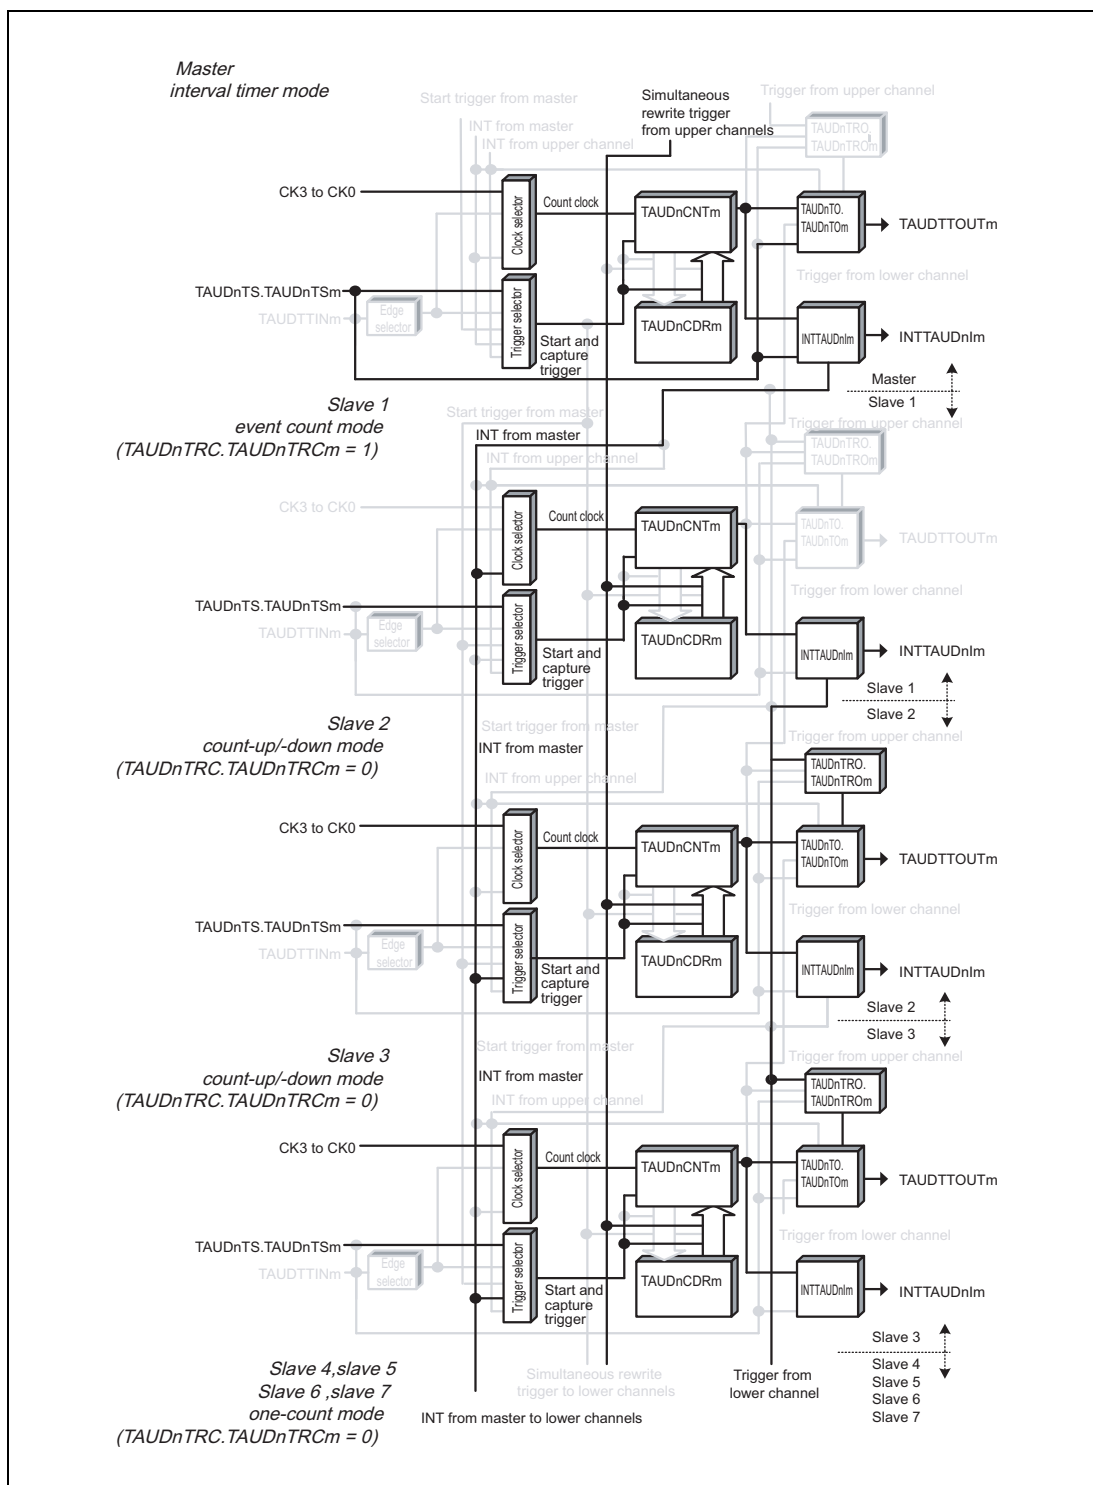 Master
interval timer mode
Start trigger from master
INT from master
INT from upper channel
Simultaneous
rewrite trigger
from upper channels
Trigger from upper channel
TAUDnTRO.
TAUDnTROm
CK3 to CK0
Clock selector
Count clock
TAUDnCNTm
TAUDnTO.
TAUDnTOm
TAUDTTOUTm
Trigger from lower channel
TAUDnTS.TAUDnTSm
TAUDTTINm
Edge
selector
Trigger selector
Start and
capture
trigger
TAUDnCDRm
INTTAUDnIm
INTTAUDnIm
Master
Slave 1
Slave 1
event count mode
(TAUDnTRC.TAUDnTRCm = 1)
Start trigger from master
INT from master
INT from upper channel
Trigger from upper channel
TAUDnTRO.
TAUDnTROm
CK3 to CK0
Clock selector
Count clock
TAUDnCNTm
TAUDnTO.
TAUDnTOm
TAUDTTOUTm
Trigger from lower channel
TAUDnTS.TAUDnTSm
TAUDTTINm
Edge
selector
Trigger selector
Start and
capture
trigger
TAUDnCDRm
INTTAUDnIm
INTTAUDnIm
Slave 1
Slave 2
Slave 2
count-up/-down mode
(TAUDnTRC.TAUDnTRCm = 0)
Start trigger from master
INT from master
INT from upper channel
Trigger from upper channel
TAUDnTRO.
TAUDnTROm
CK3 to CK0
Clock selector
Count clock
TAUDnCNTm
TAUDnTO.
TAUDnTOm
TAUDTTOUTm
Trigger from lower channel
TAUDnTS.TAUDnTSm
TAUDTTINm
Edge
selector
Trigger selector
Start and
capture
trigger
TAUDnCDRm
INTTAUDnIm
INTTAUDnIm
Slave 2
Slave 3
Slave 3
count-up/-down mode
(TAUDnTRC.TAUDnTRCm = 0)
Start trigger from master
INT from master
INT from upper channel
Trigger from upper channel
TAUDnTRO.
TAUDnTROm
CK3 to CK0
Clock selector
Count clock
TAUDnCNTm
TAUDnTO.
TAUDnTOm
TAUDTTOUTm
Trigger from lower channel
TAUDnTS.TAUDnTSm
TAUDTTINm
Edge
selector
Trigger selector
Start and
capture
trigger
TAUDnCDRm
INTTAUDnIm
INTTAUDnIm
Slave 3
Slave 4
Slave 5
Slave 6
Slave 7
Slave 4,slave 5
Slave 6 ,slave 7
one-count mode
(TAUDnTRC.TAUDnTRCm = 0)
Simultaneous rewrite
trigger to lower channels
Trigger from
lower channel
INT from master to lower channels